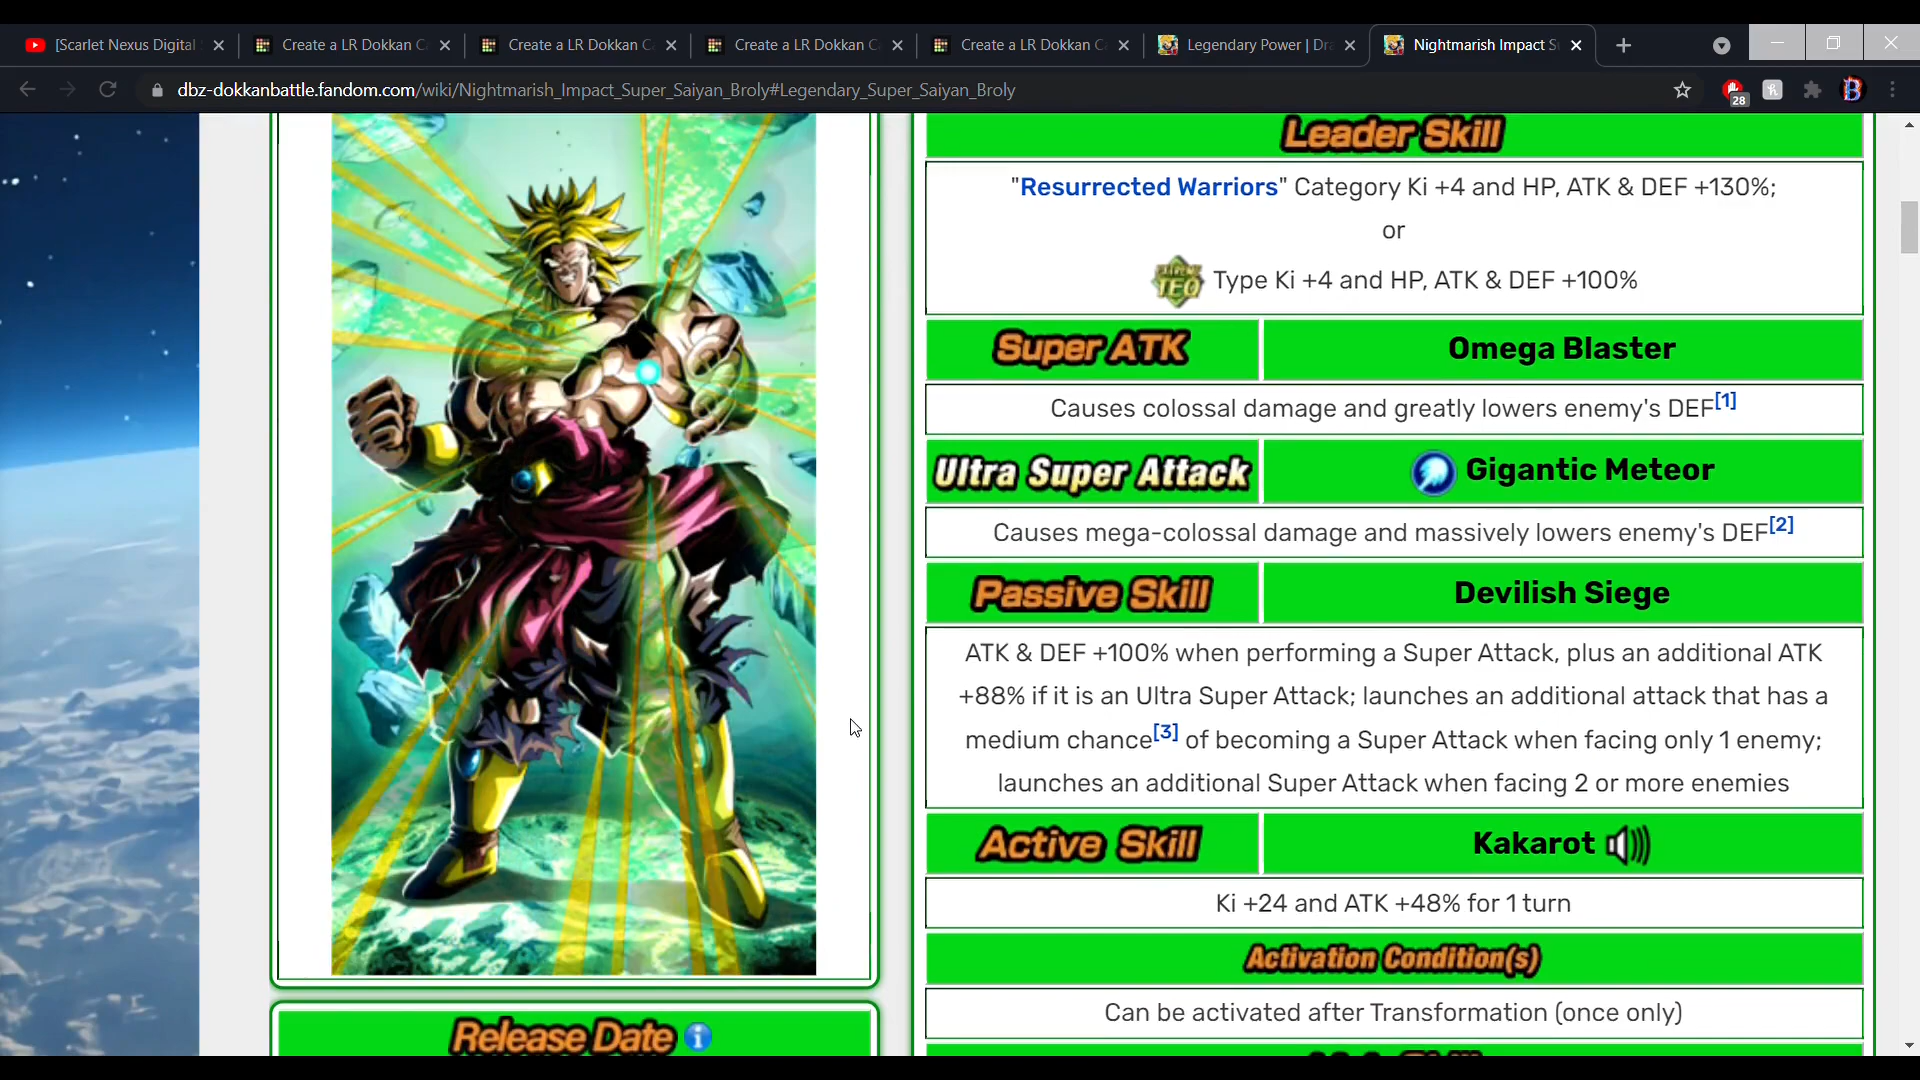 [Scarlet Nexus Digital
Create a LR Dokkan C
Create a LR Dokkan C
Create a LR Dokkan C
Create a LR Dokkan C
Legendary Power | Dra
Nightmarish Impact S
dbz-dokkanbattle.fandom.com/wiki/Nightmarish_Impact_Super_Saiyan_Broly#Legendary_Super_Saiyan_Broly
28
Leader Skill
"Resurrected Warriors" Category Ki +4 and HP, ATK & DEF +130%;
or
EXTREME TEQ Type Ki +4 and HP, ATK & DEF +100%
Super ATK
Omega Blaster
Causes colossal damage and greatly lowers enemy's DEF[1]
Ultra Super Attack
Gigantic Meteor
Causes mega-colossal damage and massively lowers enemy's DEF[2]
Passive Skill
Devilish Siege
ATK & DEF +100% when performing a Super Attack, plus an additional ATK
+88% if it is an Ultra Super Attack; launches an additional attack that has a
medium chance[3] of becoming a Super Attack when facing only 1 enemy;
launches an additional Super Attack when facing 2 or more enemies
Active Skill
Kakarot
Ki +24 and ATK +48% for 1 turn
Activation Condition(s)
Can be activated after Transformation (once only)
Release Date